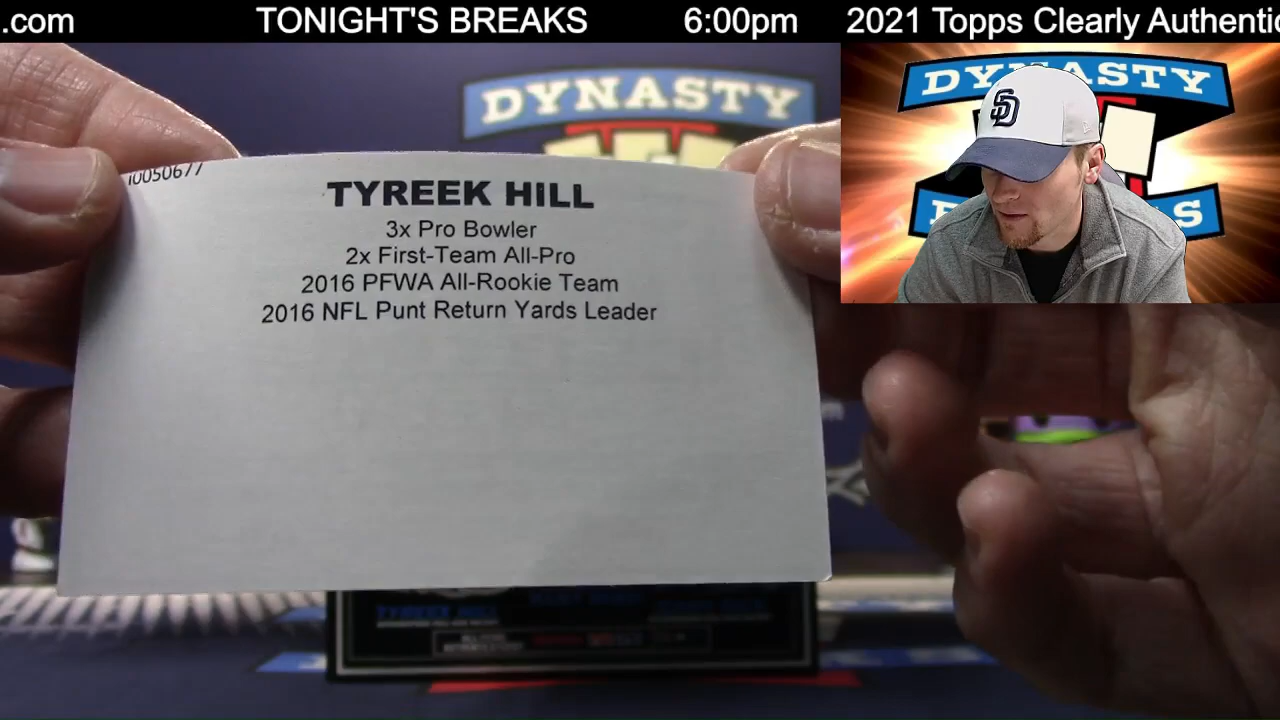 .com TONIGHT'S BREAKS 6:00pm 2021 Topps Clearly Authentic
DYNASTY
DYNASTY
SD
S
10050677
TYREEK HILL
3x Pro Bowler
2x First-Team All-Pro
2016 PFWA All-Rookie Team
2016 NFL Punt Return Yards Leader
TYREEK HILL